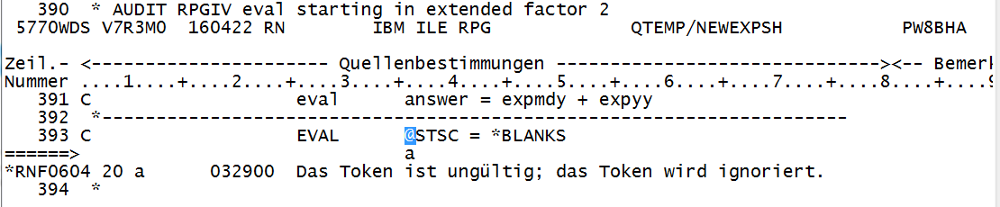 390  * AUDIT RPGIV eval starting in extended factor 2
5770WDS V7R3M0  160422 RN        IBM ILE RPG             QTEMP/NEWEXPSH           PW8BHA
Zeil.- <---------------------- Quellenbestimmungen ------------------------------><-- Bemerk
Nummer ....1....+....2....+....3....+....4....+....5....+....6....+....7....+....8....+....9
391 C                   eval      answer = expmdy + expyy
392  *---------------------------------------------------------------------
393 C                   EVAL      @STSC = *BLANKS
======>                               a
*RNF0604 20 a      032900  Das Token ist ungültig; das Token wird ignoriert.
394  *